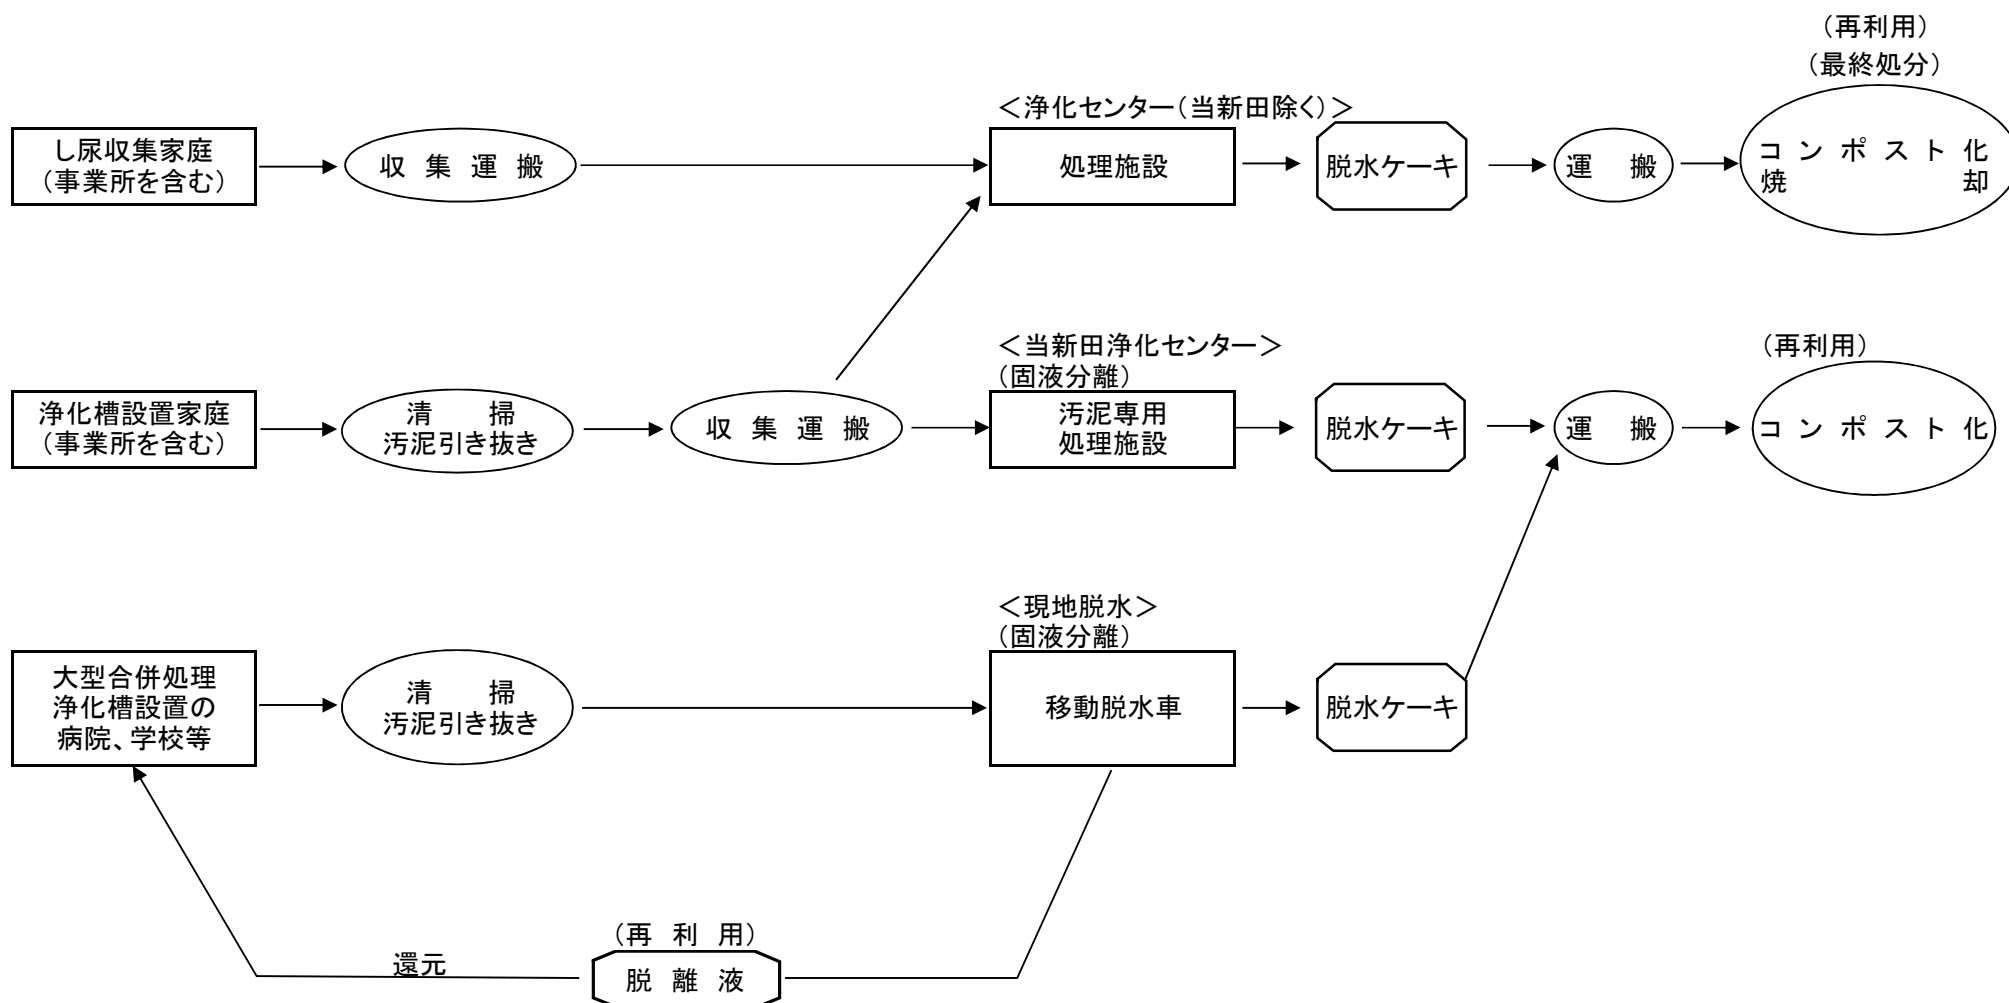 （再利用）
（最終処分）
＜浄化センター（当新田除く）＞
し尿収集家庭
（事業所を含む）
収集運搬
処理施設
脱水ケーキ
運搬
コンポスト化
焼却
＜当新田浄化センター＞
（固液分離）
（再利用）
浄化槽設置家庭
（事業所を含む）
清掃
汚泥引き抜き
収集運搬
汚泥専用
処理施設
脱水ケーキ
運搬
コンポスト化
＜現地脱水＞
（固液分離）
大型合併処理
浄化槽設置の
病院、学校等
清掃
汚泥引き抜き
移動脱水車
脱水ケーキ
還元
（再利用）
脱離液